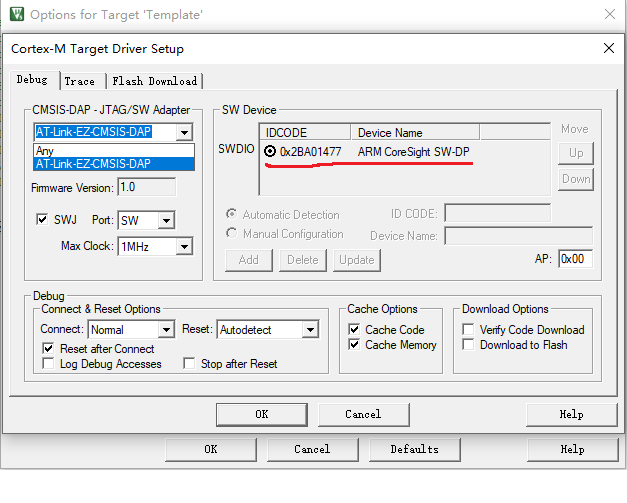 Options for Target 'Template'
Cortex-M Target Driver Setup
Debug Trace Flash Download
CMSIS-DAP - JTAG/SW Adapter
AT-Link-EZ-CMSIS-DAP
Any
AT-Link-EZ-CMSIS-DAP
Firmware Version: 1.0
SWJ Port: SW
Max Clock: 1MHz
SW Device
IDCODE Device Name Move
SWDIO 0x2BA01477 ARM CoreSight SW-DP Up
Down
Automatic Detection ID CODE:
Manual Configuration Device Name:
Add Delete Update AP: 0x00
Debug
Connect & Reset Options
Connect: Normal Reset: Autodetect
Reset after Connect
Log Debug Accesses Stop after Reset
Cache Options
Cache Code
Cache Memory
Download Options
Verify Code Download
Download to Flash
OK Cancel Help
OK Cancel Defaults Help